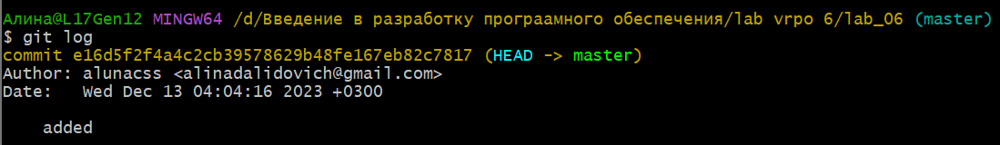 Алина@L17Gen12 MINGW64 /d/Введение в разработку програамного обеспечения/lab vrpo 6/lab_06 (master)
$ git log
commit e16d5f2f4a4c2cb39578629b48fe167eb82c7817 (HEAD -> master)
Author: alunacss <alinadalidovich@gmail.com>
Date:   Wed Dec 13 04:04:16 2023 +0300
    added